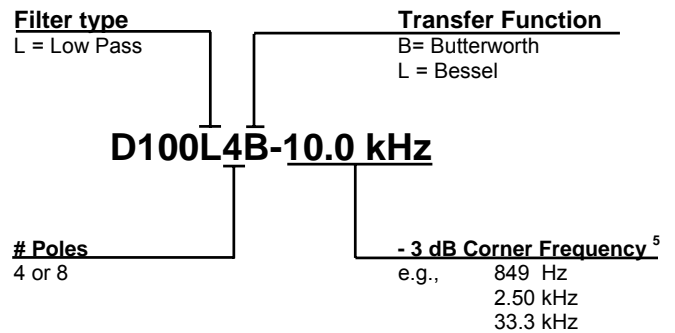 Filter type
L = Low Pass
Transfer Function
B= Butterworth
L = Bessel
D100L4B-10.0 kHz
# Poles
4 or 8
- 3 dB Corner Frequency 5
e.g., 849 Hz
2.50 kHz
33.3 kHz